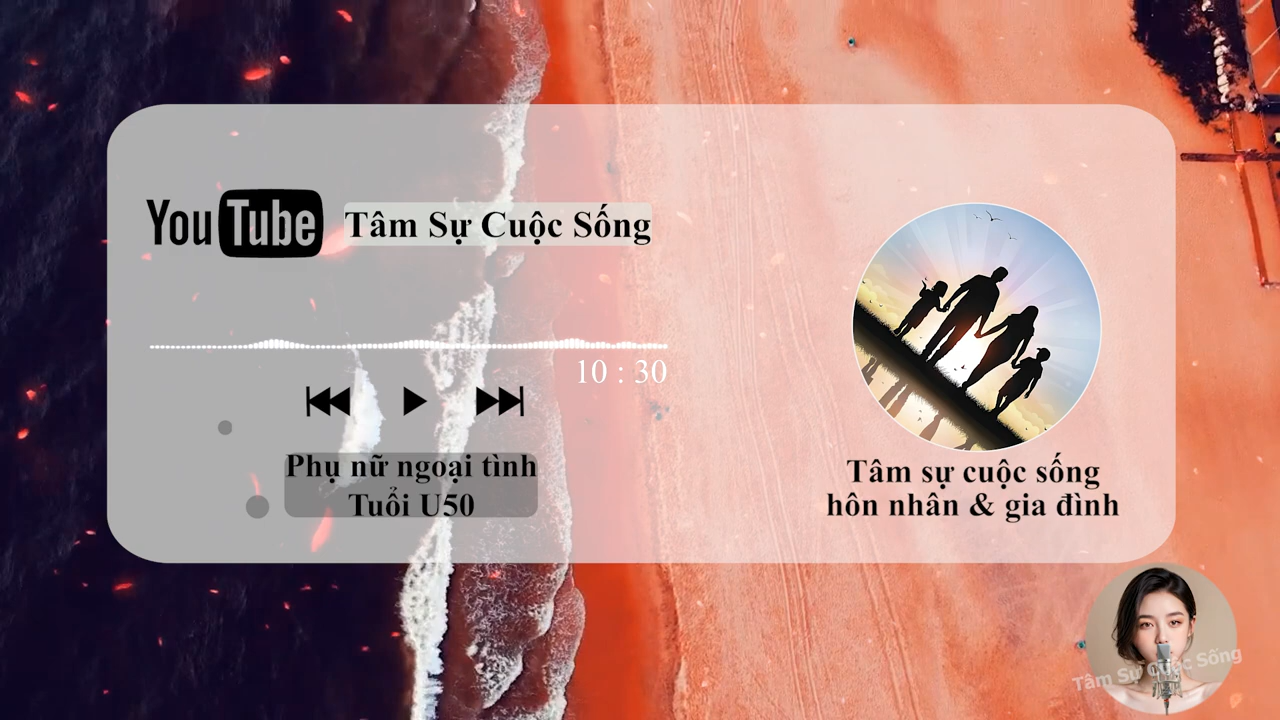 YouTube
Tâm Sự Cuộc Sống
10 : 30
Phụ nữ ngoại tình
Tuổi U50
Tâm sự cuộc sống
hôn nhân & gia đình
Tâm Sự Cuộc Sống